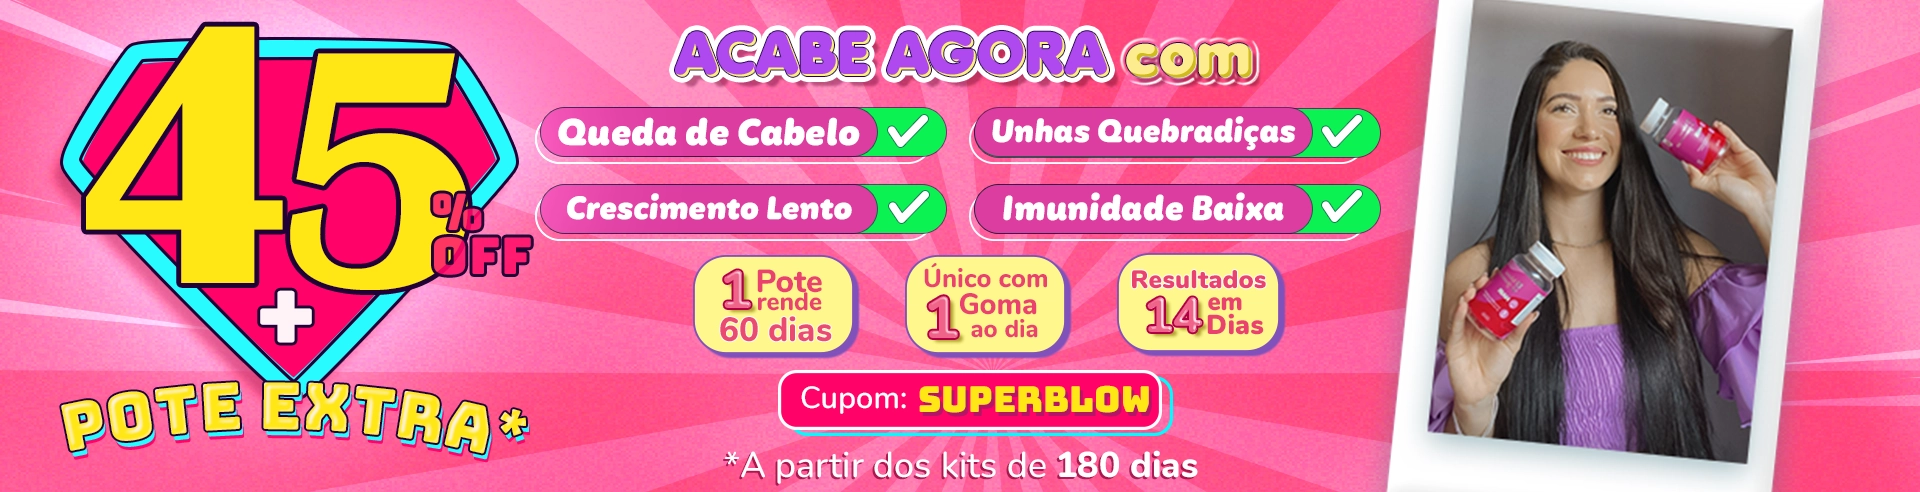 45
%
OFF
+
POTE EXTRA*
ACABE AGORA com
Queda de Cabelo
Unhas Quebradiças
Crescimento Lento
Imunidade Baixa
1 Pote
rende
60 dias
Único com
1 Goma
ao dia
Resultados
14 em
Dias
Cupom: SUPERBLOW
*A partir dos kits de 180 dias